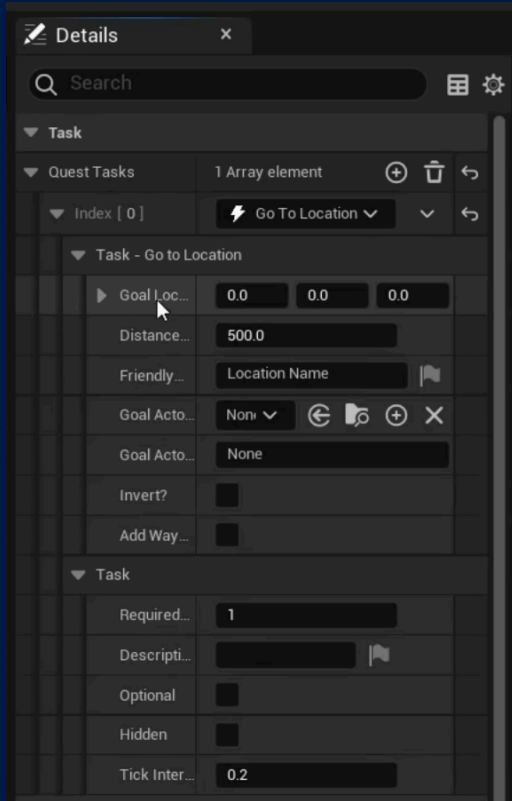 Details
Search
Task
Quest Tasks 1 Array element
Index [ 0 ] Go To Location
Task - Go to Location
Goal Loc... 0.0 0.0 0.0
Distance... 500.0
Friendly... Location Name
Goal Acto... None
Goal Acto... None
Invert?
Add Way...
Task
Required... 1
Descripti...
Optional
Hidden
Tick Inter... 0.2